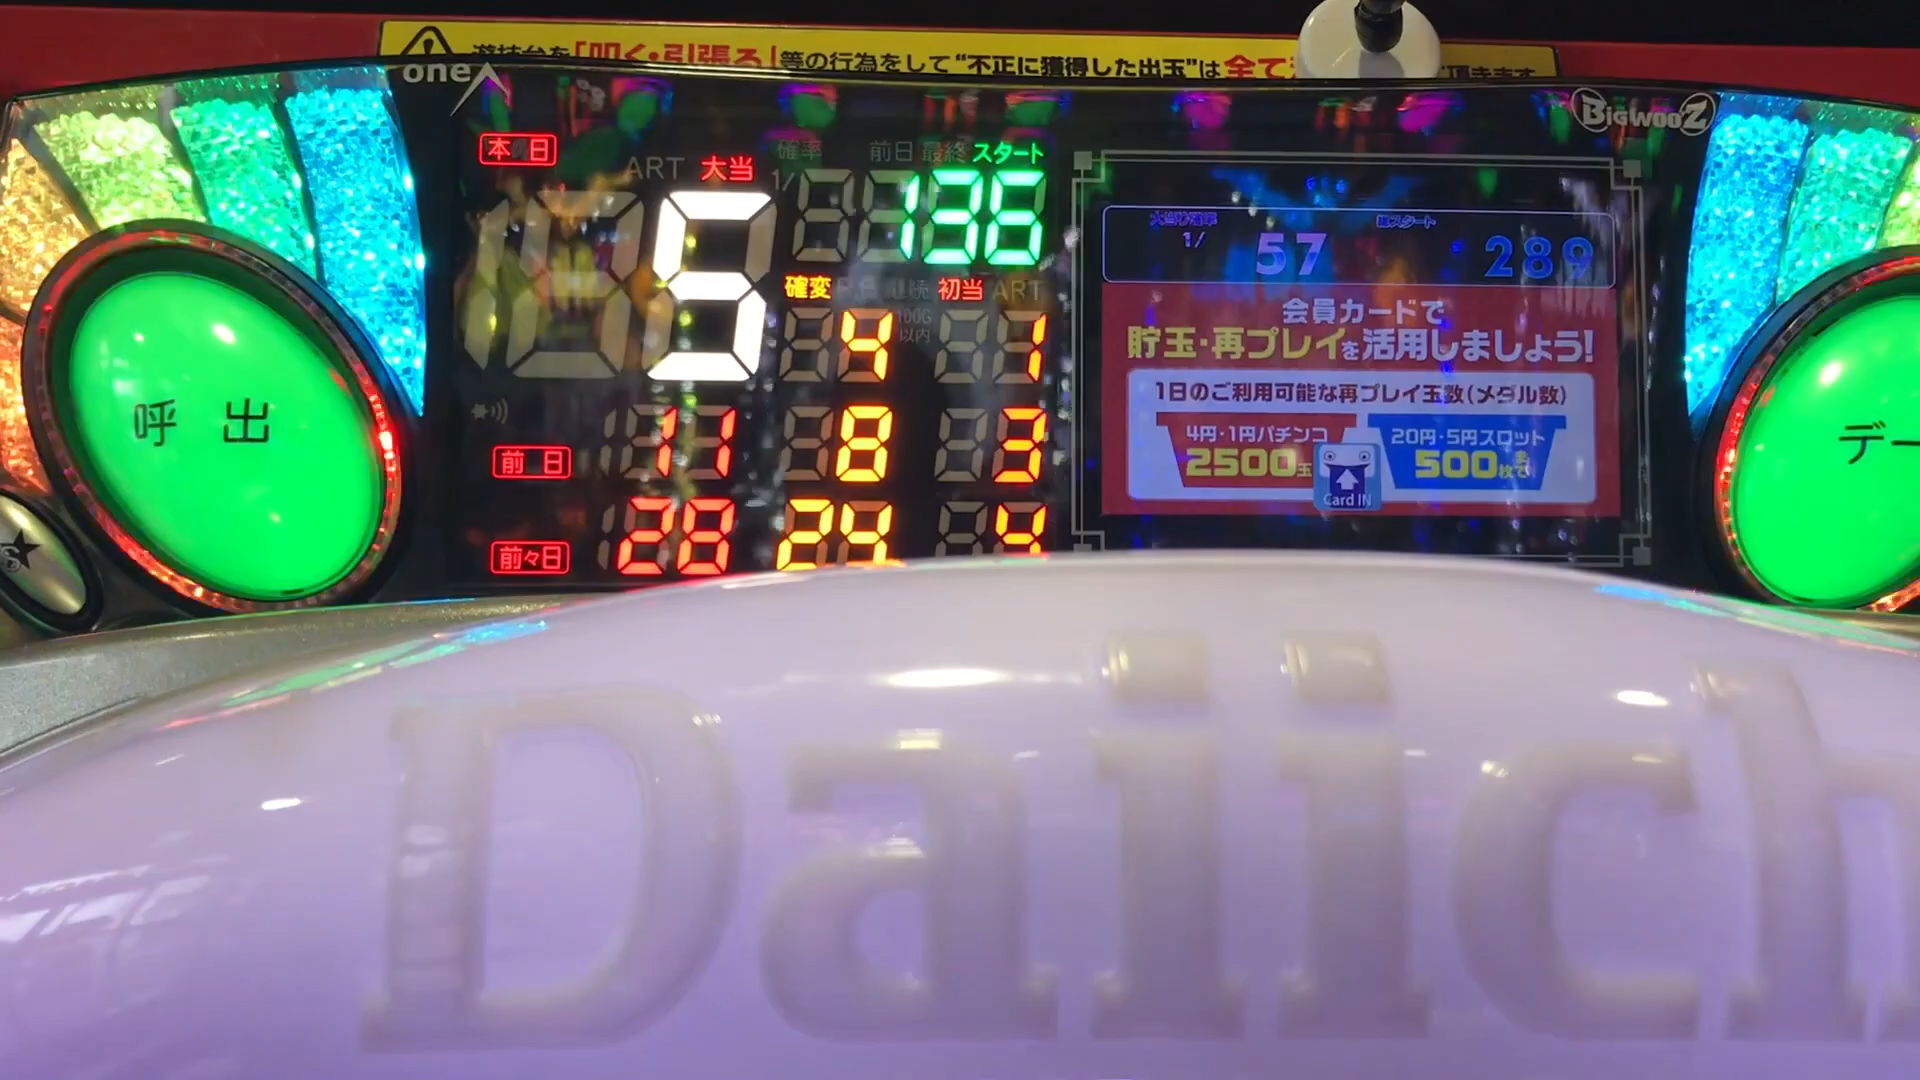 遊技台を「叩く・引張る」等の行為をして“不正に獲得した出玉”は全て
頂きます
one
BIGWOOZ
本日
ART 大当
5
確率 前日 最終 スタート
1/ 136
確変 継続 初当 ART
100G
以内
4 1
前日 11 8 3
前々日 28 24 4
大当り確率
1/ 57
総スタート
289
会員カードで
貯玉・再プレイを活用しましょう!
1日のご利用可能な再プレイ玉数(メダル数)
4円・1円パチンコ
2500玉
20円・5円スロット
500枚
Card IN
呼 出
デー
Daiich